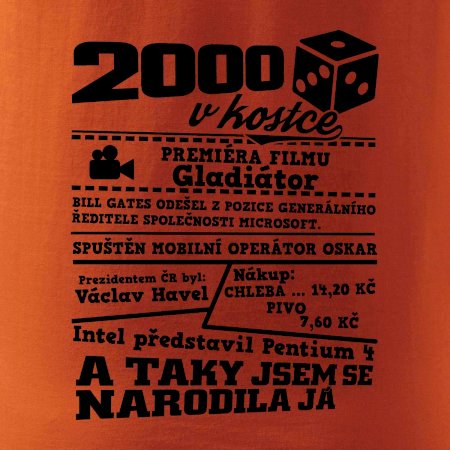 2000
v kostce
PREMIÉRA FILMU
Gladiátor
BILL GATES ODEŠEL Z POZICE GENERÁLNÍHO
ŘEDITELE SPOLEČNOSTI MICROSOFT.
SPUŠTĚN MOBILNÍ OPERÁTOR OSKAR
Prezidentem ČR byl:
Václav Havel
Nákup:
CHLEBA ... 14,20 KČ
PIVO
7,60 KČ
Intel představil Pentium 4
A TAKY JSEM SE
NARODILA JÁ